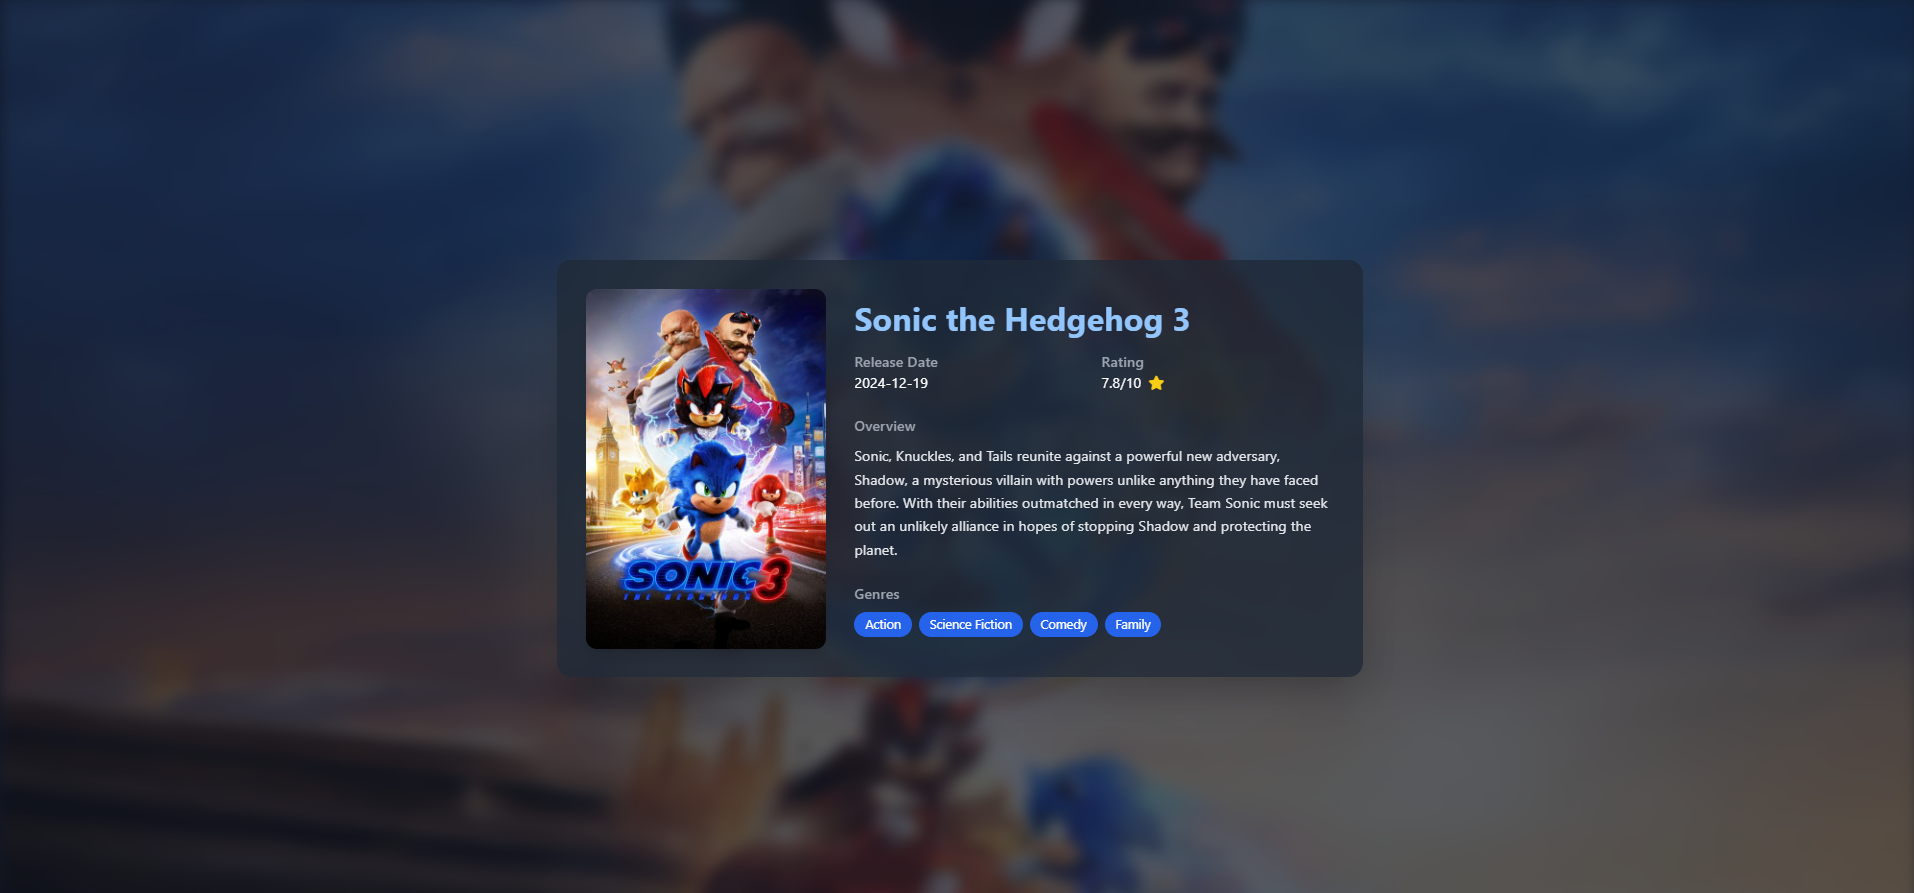 Sonic the Hedgehog 3
Release Date
2024-12-19
Rating
7.8/10
Overview
Sonic, Knuckles, and Tails reunite against a powerful new adversary,
Shadow, a mysterious villain with powers unlike anything they have faced
before. With their abilities outmatched in every way, Team Sonic must seek
out an unlikely alliance in hopes of stopping Shadow and protecting the
planet.
Genres
Action
Science Fiction
Comedy
Family
SONIC 3
THE HEDGEHOG